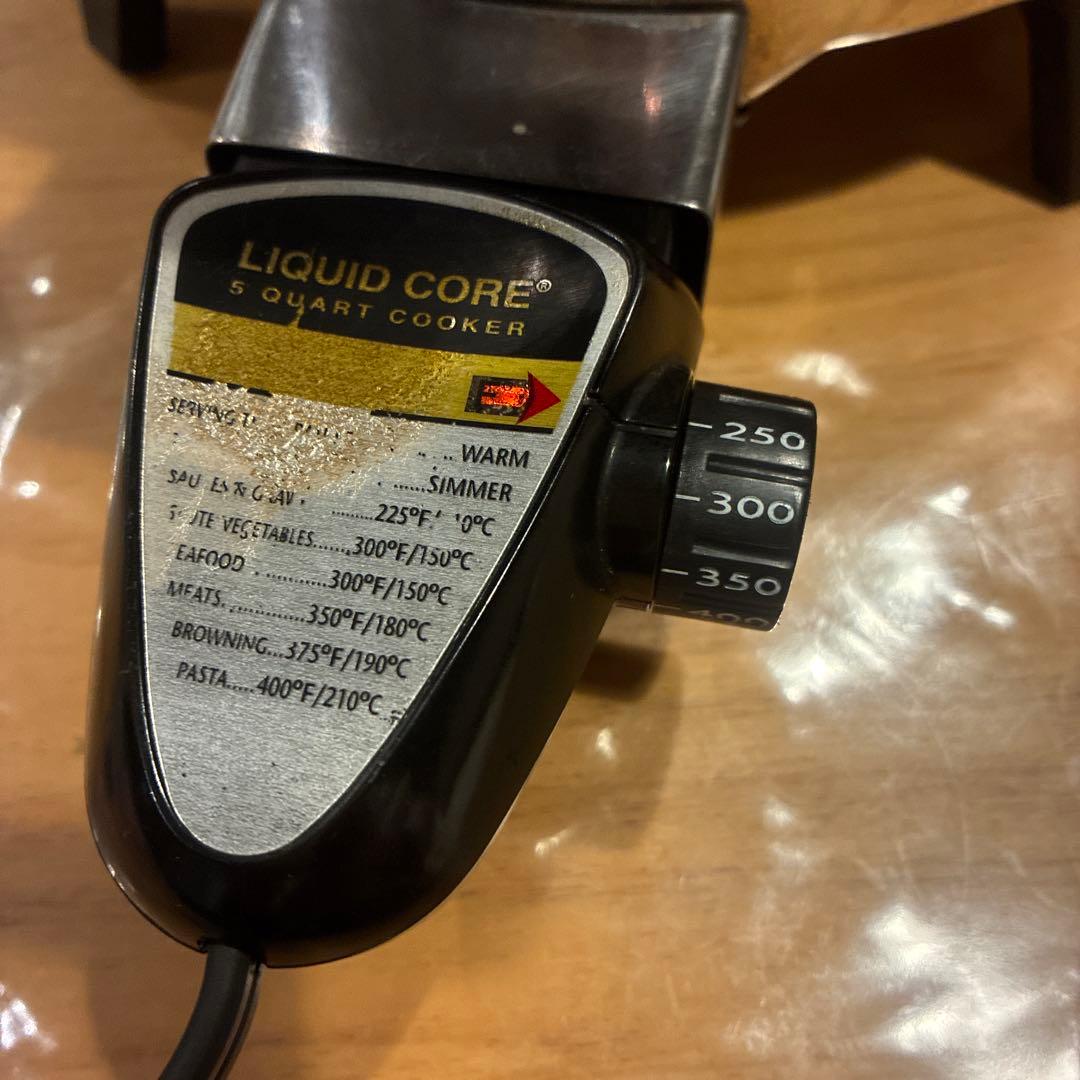 LIQUID CORE®
5 QUART COOKER
WARM
SIMMER
225°F/
300°F/150°C
VEGETABLES.......300°F/150°C
MEATS.............350°F/180°C
BROWNING...375°F/190°C
PASTA.....400°F/210°C
250
300
350
400